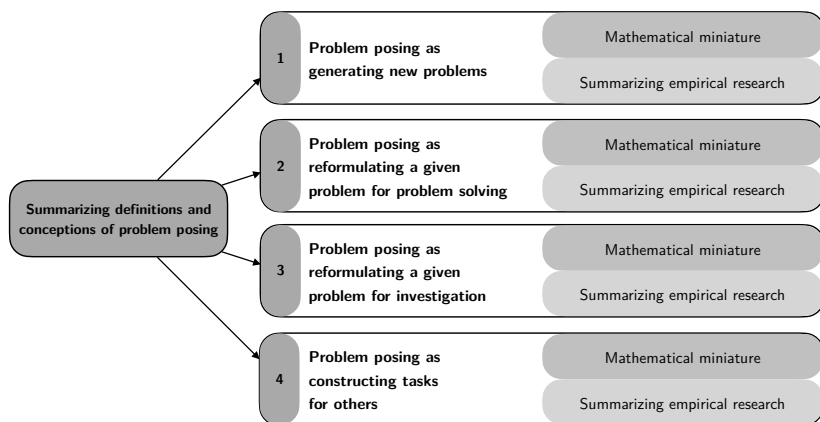 Summarizing definitions and
conceptions of problem posing
1
Problem posing as
generating new problems
Mathematical miniature
Summarizing empirical research
2
Problem posing as
reformulating a given
problem for problem solving
Mathematical miniature
Summarizing empirical research
3
Problem posing as
reformulating a given
problem for investigation
Mathematical miniature
Summarizing empirical research
4
Problem posing as
constructing tasks
for others
Mathematical miniature
Summarizing empirical research